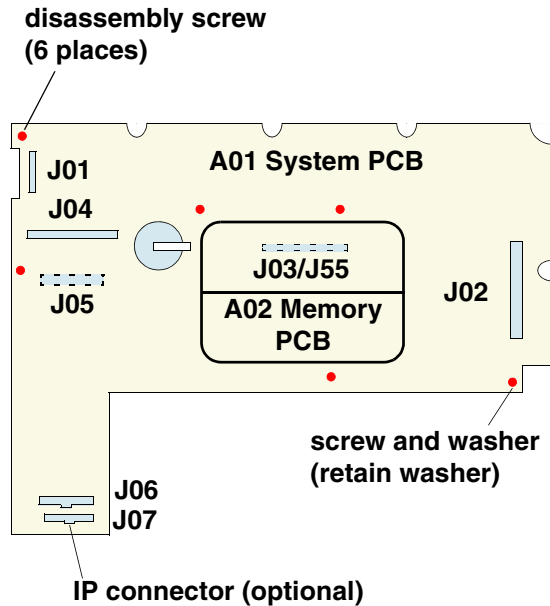 disassembly screw
(6 places)
J01
A01 System PCB
J04
J03/J55
J05
J02
A02 Memory
PCB
screw and washer
(retain washer)
J06
J07
IP connector (optional)